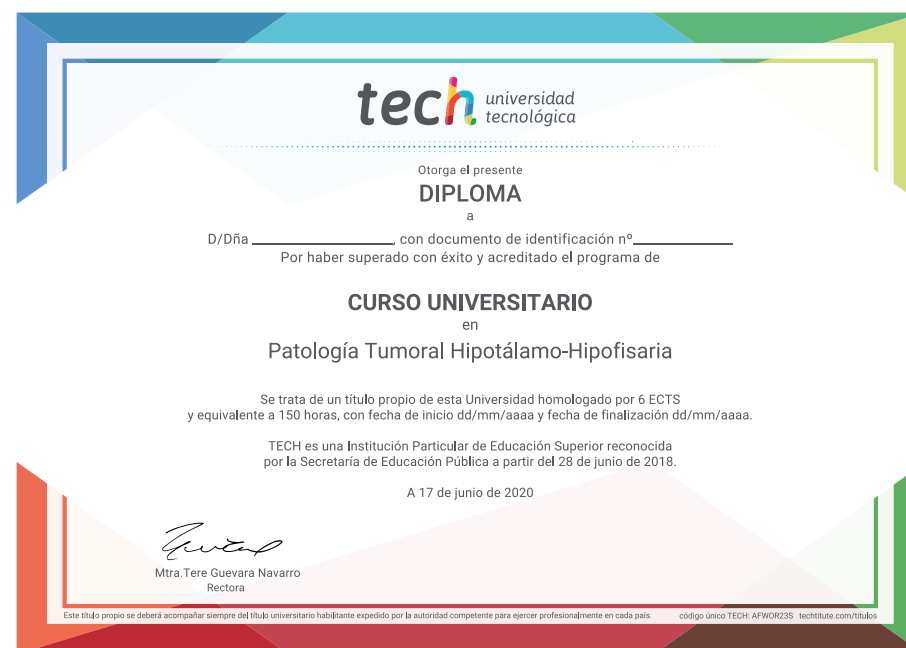 tech universidad
tecnológica
Otorga el presente
DIPLOMA
a
D/Dña ________________, con documento de identificación nº____________
Por haber superado con éxito y acreditado el programa de
CURSO UNIVERSITARIO
en
Patología Tumoral Hipotálamo-Hipofisaria
Se trata de un título propio de esta Universidad homologado por 6 ECTS
y equivalente a 150 horas, con fecha de inicio dd/mm/aaaa y fecha de finalización dd/mm/aaaa.
TECH es una Institución Particular de Educación Superior reconocida
por la Secretaría de Educación Pública a partir del 28 de junio de 2018.
A 17 de junio de 2020
Mtra.Tere Guevara Navarro
Rectora
Este título propio se deberá acompañar siempre del título universitario habilitante expedido por la autoridad competente para ejercer profesionalmente en cada país. código único TECH: AFWOR23S techtitute.com/titulos